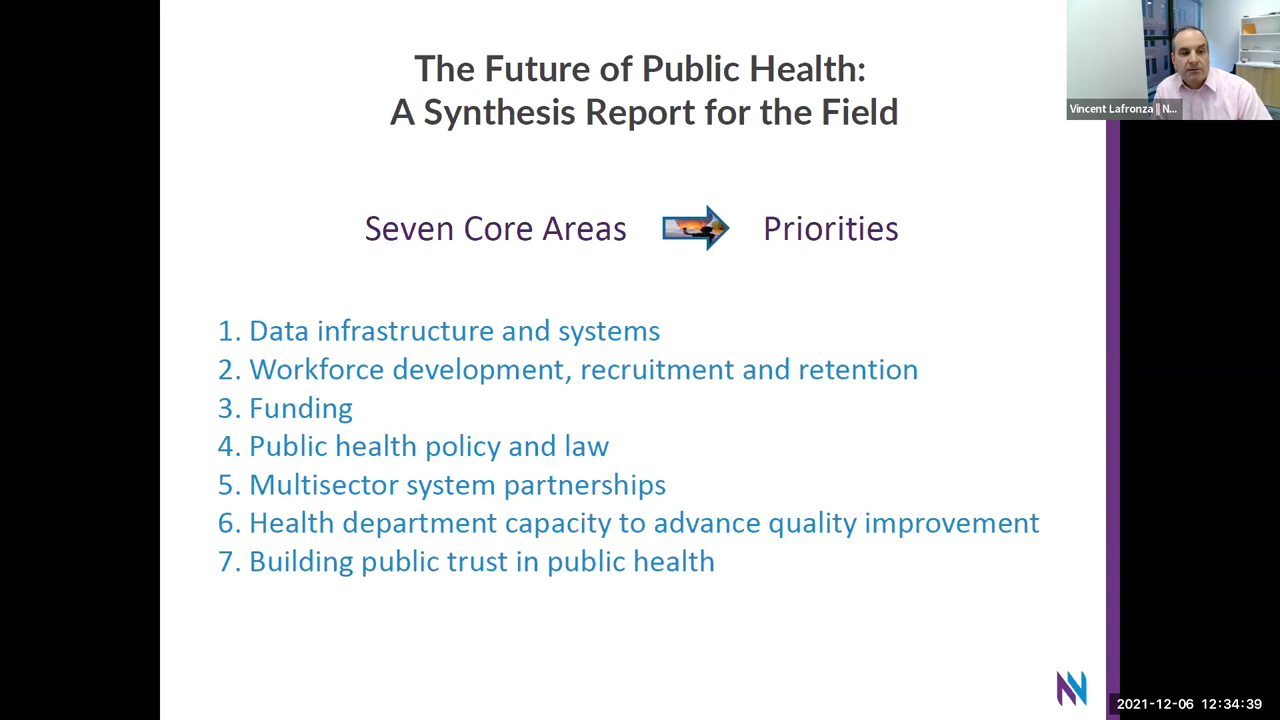 The Future of Public Health:
A Synthesis Report for the Field
Vincent Lafronza || N...
Seven Core Areas
Priorities
1. Data infrastructure and systems
2. Workforce development, recruitment and retention
3. Funding
4. Public health policy and law
5. Multisector system partnerships
6. Health department capacity to advance quality improvement
7. Building public trust in public health
2021-12-06 12:34:39